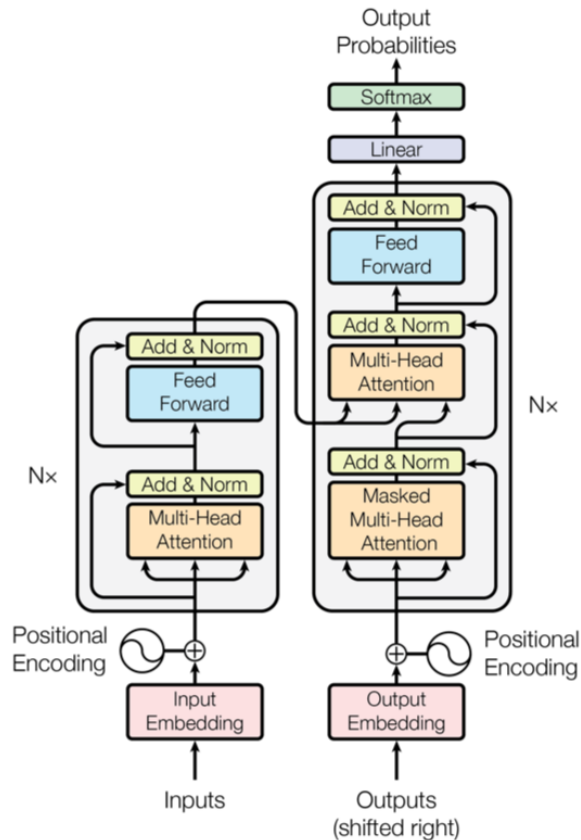 Output
Probabilities
Softmax
Linear
Add & Norm
Feed
Forward
Add & Norm
Multi-Head
Attention
Nx
Add & Norm
Masked
Multi-Head
Attention
Positional
Encoding
Output
Embedding
Outputs
(shifted right)
Add & Norm
Feed
Forward
Nx
Add & Norm
Multi-Head
Attention
Positional
Encoding
Input
Embedding
Inputs